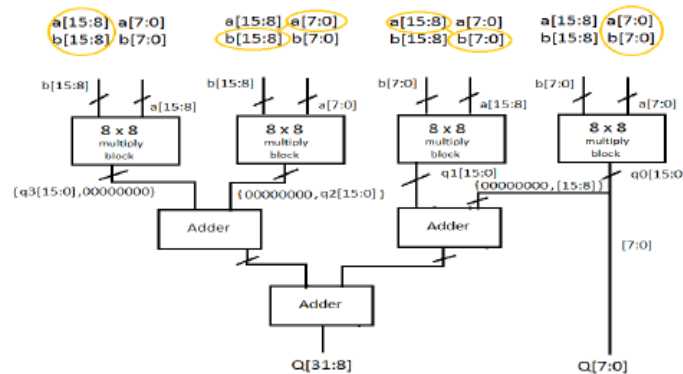 a[15:8] a[7:0] a[15:8] a[7:0] a[15:8] a[7:0] a[15:8] a[7:0]
b[15:8] b[7:0] b[15:8] b[7:0] b[15:8] b[7:0] b[15:8] b[7:0]
b[15:8] b[15:8] b[7:0] b[7:0]
a[15:8] a[7:0] a[15:8] a[7:0]
8 x 8 8 x 8 8 x 8 8 x 8
multiply multiply multiply multiply
block block block block
q1[15:0] q0[15:0
{q3[15:0],00000000} {00000000,q2[15:0]} {00000000,[15:8]}
Adder Adder
[7:0]
Adder
Q[31:8] Q[7:0]